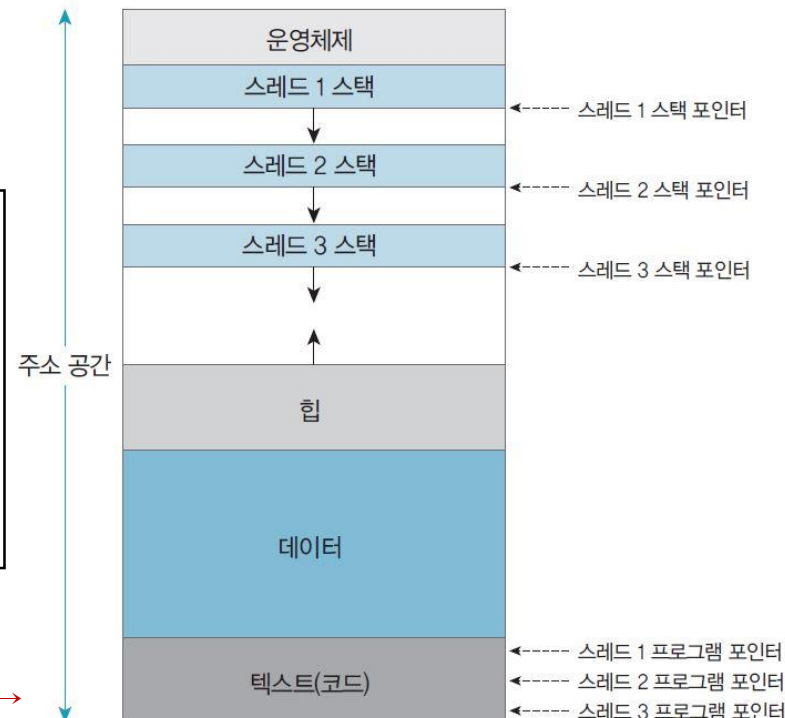 운영체제
스레드 1 스택
스레드 1 스택 포인터
스레드 2 스택
스레드 2 스택 포인터
스레드 3 스택
스레드 3 스택 포인터
주소 공간
힙
데이터
텍스트(코드)
스레드 1 프로그램 포인터
스레드 2 프로그램 포인터
스레드 3 프로그램 포인터